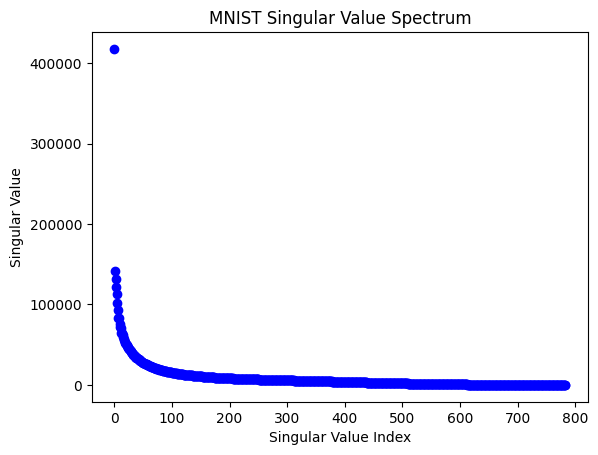 MNIST Singular Value Spectrum
400000
300000
200000
100000
0
Singular Value
0 100 200 300 400 500 600 700 800
Singular Value Index